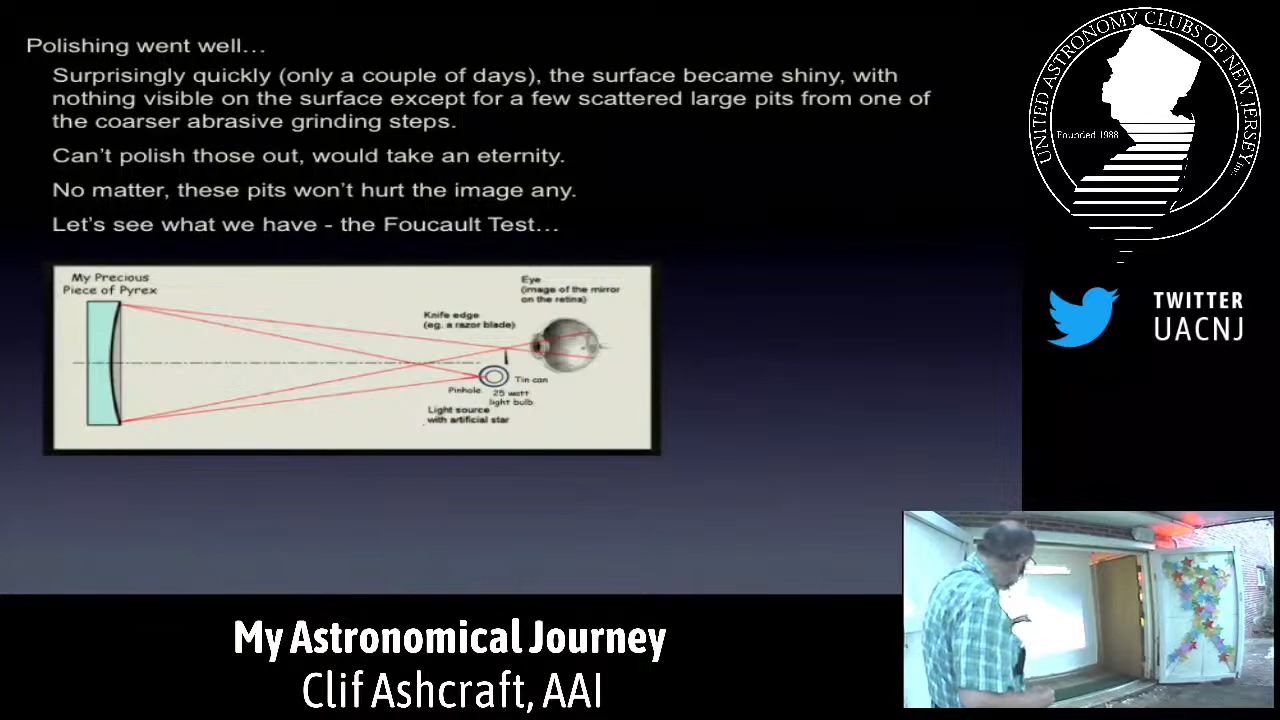 Polishing went well…
Surprisingly quickly (only a couple of days), the surface became shiny, with
nothing visible on the surface except for a few scattered large pits from one of
the coarser abrasive grinding steps.
Can't polish those out, would take an eternity.
No matter, these pits won't hurt the image any.
Let's see what we have - the Foucault Test…
My Precious
Piece of Pyrex
Knife edge
(eg. a razor blade)
Eye
(image of the mirror
on the retina)
Pinhole
Tin can
25 watt
light bulb
Light source
with artificial star
UNITED ASTRONOMY CLUBS OF NEW JERSEY, Inc.
Founded 1988
TWITTER
UACNJ
My Astronomical Journey
Clif Ashcraft, AAI